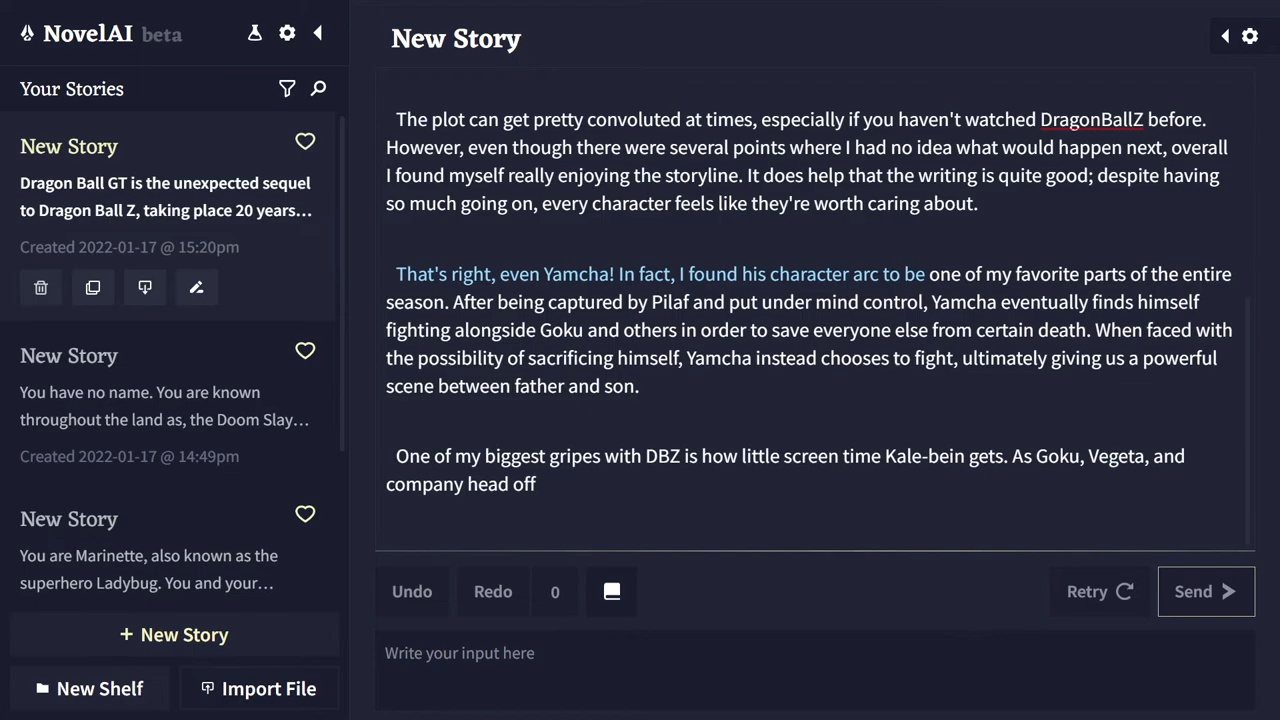 NovelAI beta
Your Stories
New Story
Dragon Ball GT is the unexpected sequel
to Dragon Ball Z, taking place 20 years...
Created 2022-01-17 @ 15:20pm
New Story
You have no name. You are known
throughout the land as, the Doom Slay...
Created 2022-01-17 @ 14:49pm
New Story
You are Marinette, also known as the
superhero Ladybug. You and your...
+ New Story
New Shelf
Import File
New Story
The plot can get pretty convoluted at times, especially if you haven't watched DragonBallZ before.
However, even though there were several points where I had no idea what would happen next, overall
I found myself really enjoying the storyline. It does help that the writing is quite good; despite having
so much going on, every character feels like they're worth caring about.
That's right, even Yamcha! In fact, I found his character arc to be one of my favorite parts of the entire
season. After being captured by Pilaf and put under mind control, Yamcha eventually finds himself
fighting alongside Goku and others in order to save everyone else from certain death. When faced with
the possibility of sacrificing himself, Yamcha instead chooses to fight, ultimately giving us a powerful
scene between father and son.
One of my biggest gripes with DBZ is how little screen time Kale-bein gets. As Goku, Vegeta, and
company head off
Undo
Redo
0
Retry
Send
Write your input here